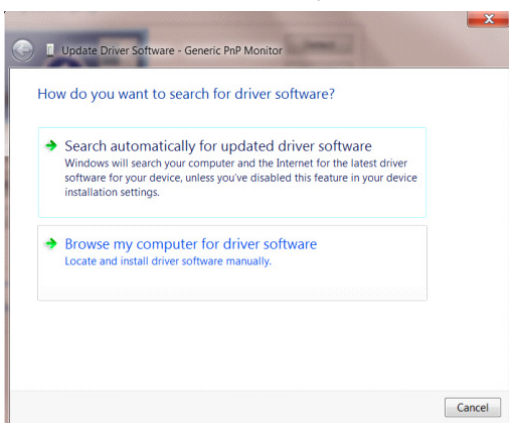 Update Driver Software - Generic PnP Monitor
How do you want to search for driver software?
Search automatically for updated driver software
Windows will search your computer and the Internet for the latest driver
software for your device, unless you've disabled this feature in your device
installation settings.
Browse my computer for driver software
Locate and install driver software manually.
Cancel